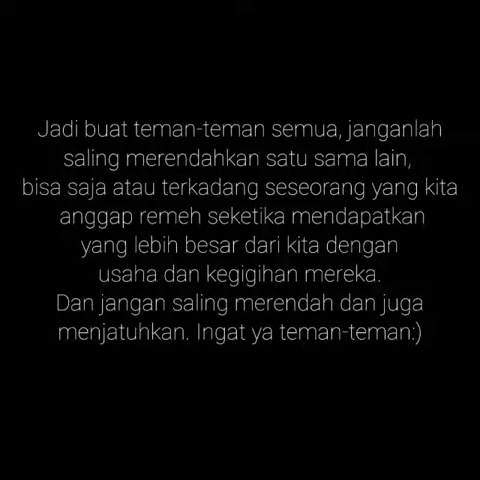 Jadi buat teman-teman semua, janganlah
saling merendahkan satu sama lain,
bisa saja atau terkadang seseorang yang kita
anggap remeh seketika mendapatkan
yang lebih besar dari kita dengan
usaha dan kegigihan mereka.
Dan jangan saling merendah dan juga
menjatuhkan. Ingat ya teman-teman:)